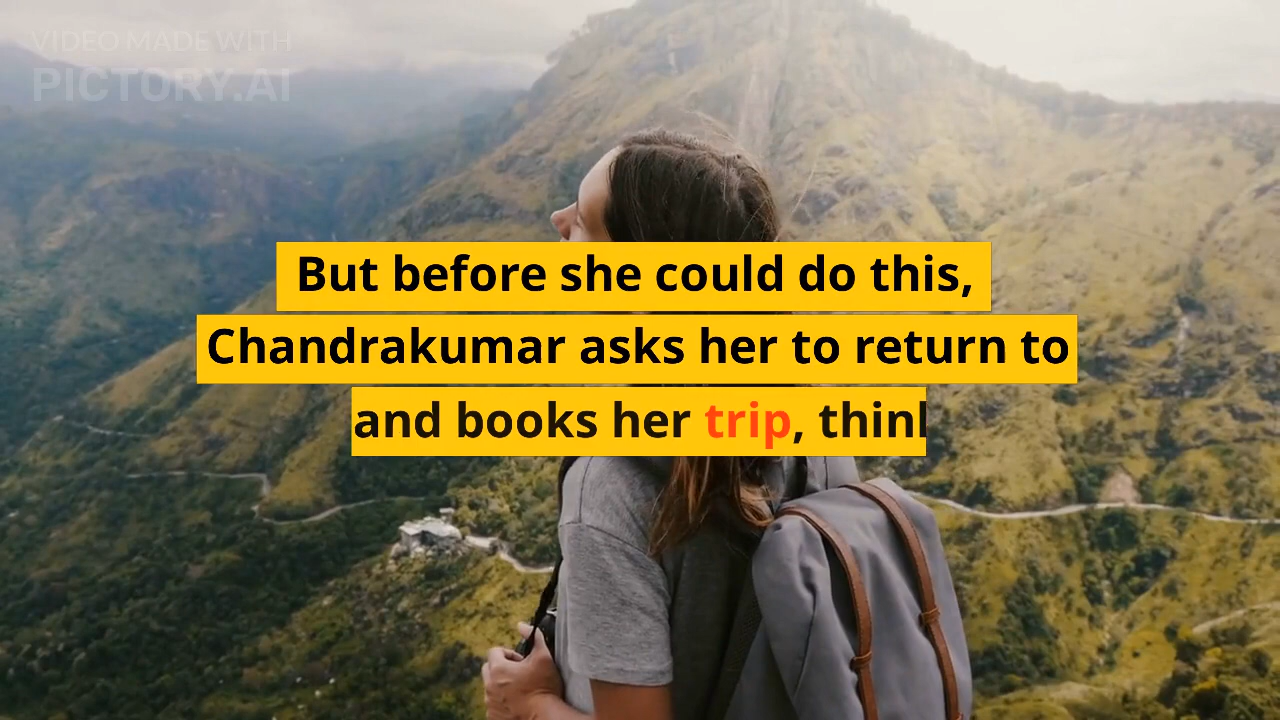 VIDEO MADE WITH
PICTORY.AI
But before she could do this,
Chandrakumar asks her to return to
and books her trip,